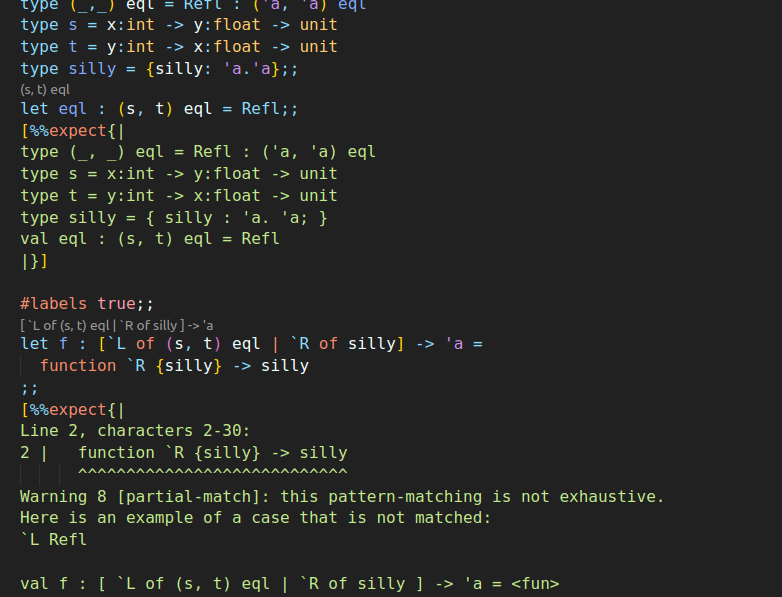 type (_,_) eql = Refl : ('a, 'a) eql
type s = x:int -> y:float -> unit
type t = y:int -> x:float -> unit
type silly = {silly: 'a.'a};;
(s, t) eql
let eql : (s, t) eql = Refl;;
[%%expect{|
type (_, _) eql = Refl : ('a, 'a) eql
type s = x:int -> y:float -> unit
type t = y:int -> x:float -> unit
type silly = { silly : 'a. 'a; }
val eql : (s, t) eql = Refl
|}]
#labels true;;
[ `L of (s, t) eql | `R of silly ] -> 'a
let f : [`L of (s, t) eql | `R of silly] -> 'a =
  function `R {silly} -> silly
;;
[%%expect{|
Line 2, characters 2-30:
2 |   function `R {silly} -> silly
      ^^^^^^^^^^^^^^^^^^^^^^^^^^^^
Warning 8 [partial-match]: this pattern-matching is not exhaustive.
Here is an example of a case that is not matched:
`L Refl
val f : [ `L of (s, t) eql | `R of silly ] -> 'a = <fun>